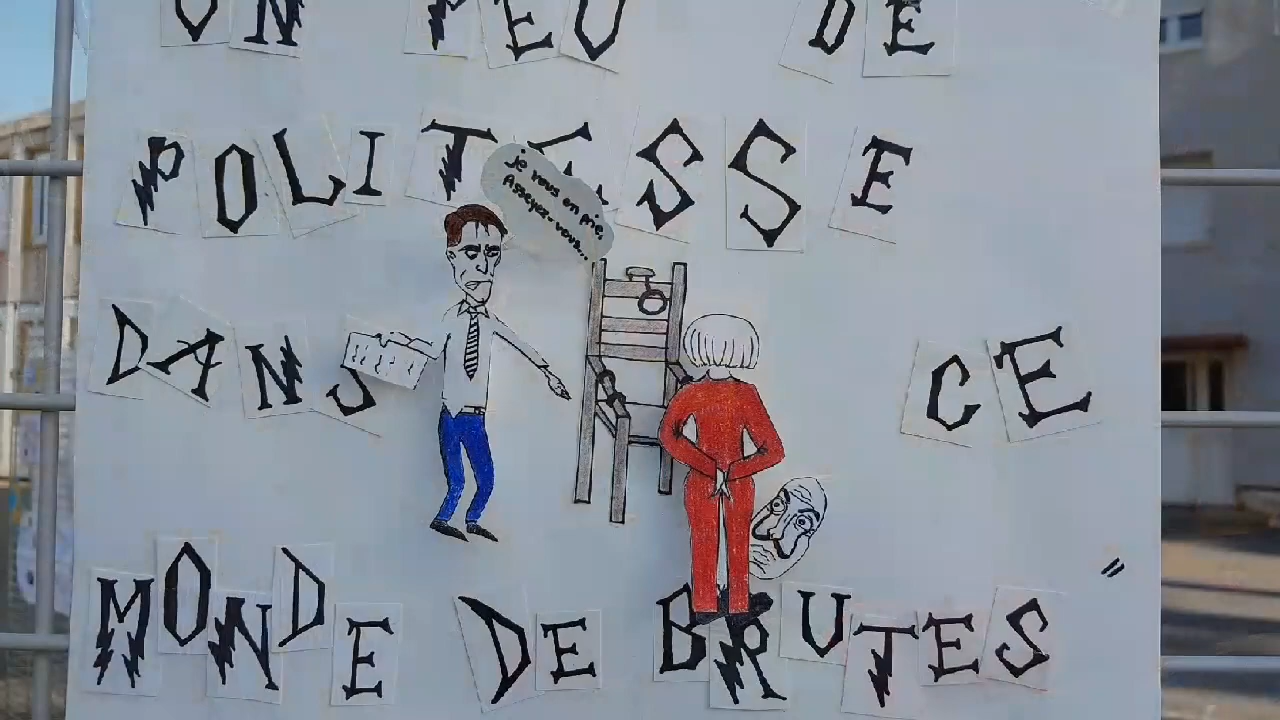 UN PEU DE
POLITESSE
je vous en prie,
Asseyez-vous...
DANS CE
MONDE DE BRUTES "